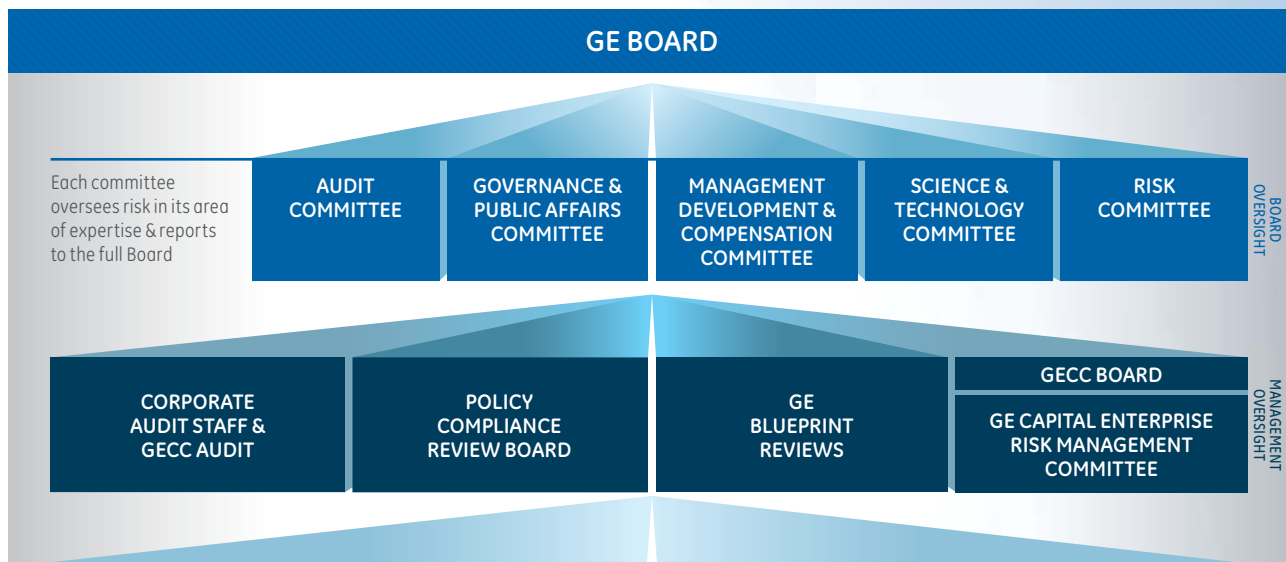 GE BOARD
Each committee
oversees risk in its area
of expertise & reports
to the full Board
AUDIT
COMMITTEE
GOVERNANCE &
PUBLIC AFFAIRS
COMMITTEE
MANAGEMENT
DEVELOPMENT &
COMPENSATION
COMMITTEE
SCIENCE &
TECHNOLOGY
COMMITTEE
RISK
COMMITTEE
BOARD
OVERSIGHT
CORPORATE
AUDIT STAFF &
GECC AUDIT
POLICY
COMPLIANCE
REVIEW BOARD
GE
BLUEPRINT
REVIEWS
GECC BOARD
GE CAPITAL ENTERPRISE
RISK MANAGEMENT
COMMITTEE
MANAGEMENT
OVERSIGHT